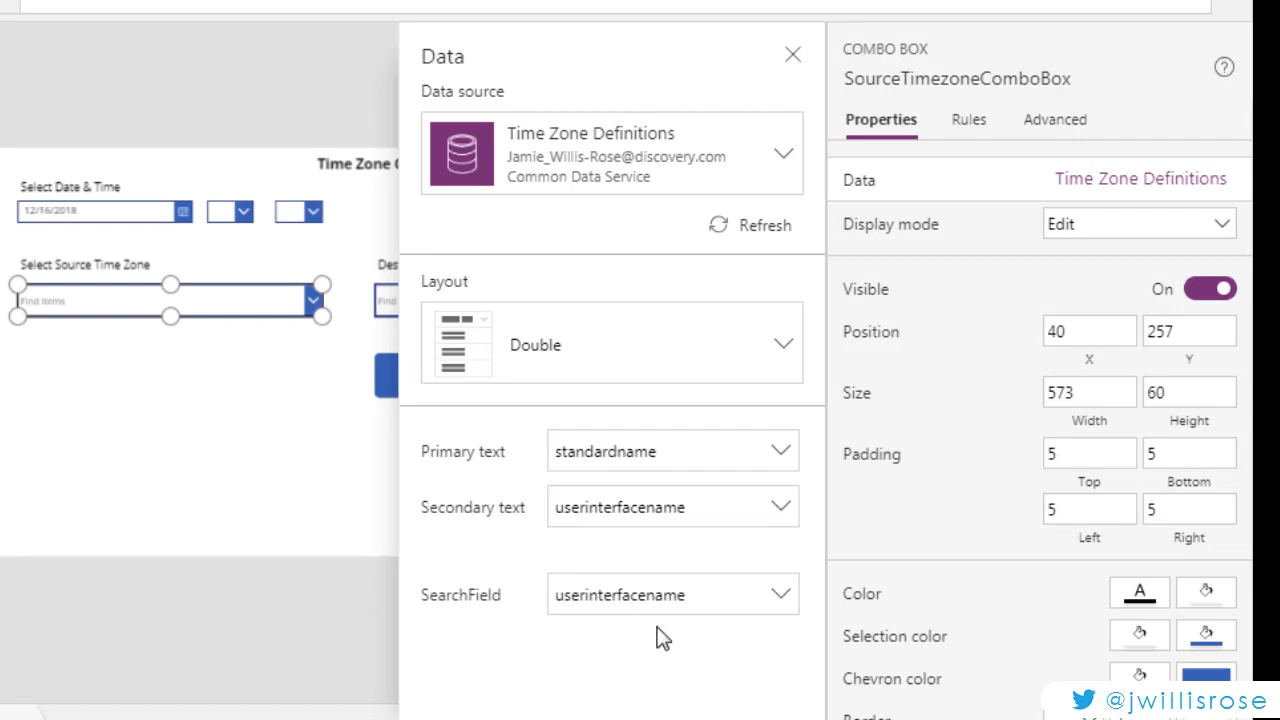 Time Zone C
Select Date & Time
12/16/2018
Select Source Time Zone
Des
Find items
Find
Data
Data source
Time Zone Definitions
Jamie_Willis-Rose@discovery.com
Common Data Service
Refresh
Layout
Double
Primary text
standardname
Secondary text
userinterfacename
SearchField
userinterfacename
COMBO BOX
SourceTimezoneComboBox
?
Properties Rules Advanced
Data Time Zone Definitions
Display mode Edit
Visible On
Position 40 257
X Y
Size 573 60
Width Height
Padding 5 5
Top Bottom
5 5
Left Right
Color A
Selection color
Chevron color
@jwillisrose